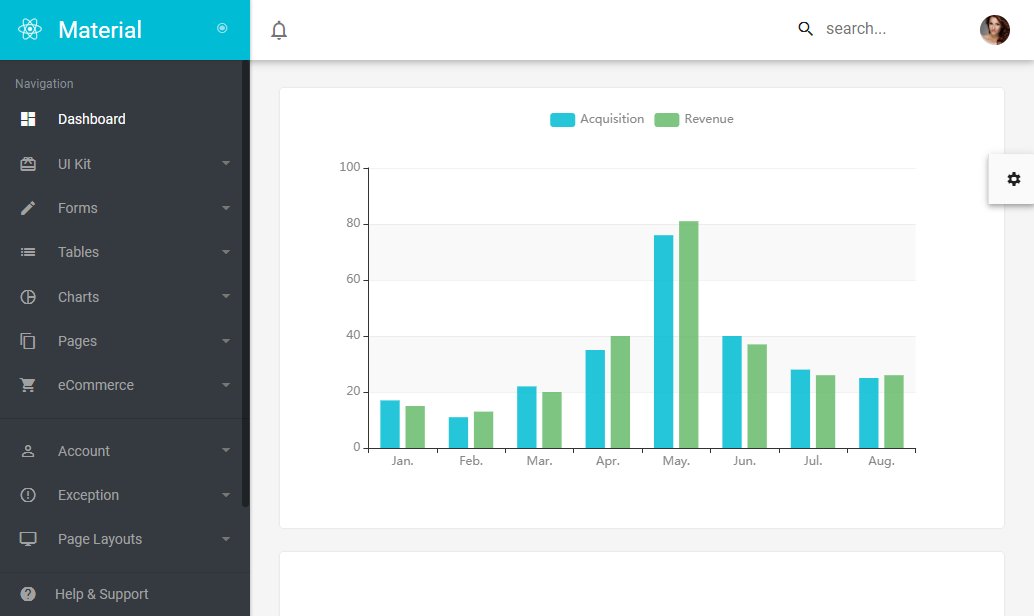 Material
search...
Navigation
Dashboard
UI Kit
Forms
Tables
Charts
Pages
eCommerce
Account
Exception
Page Layouts
Help & Support
Acquisition Revenue
100
80
60
40
20
0
Jan. Feb. Mar. Apr. May. Jun. Jul. Aug.